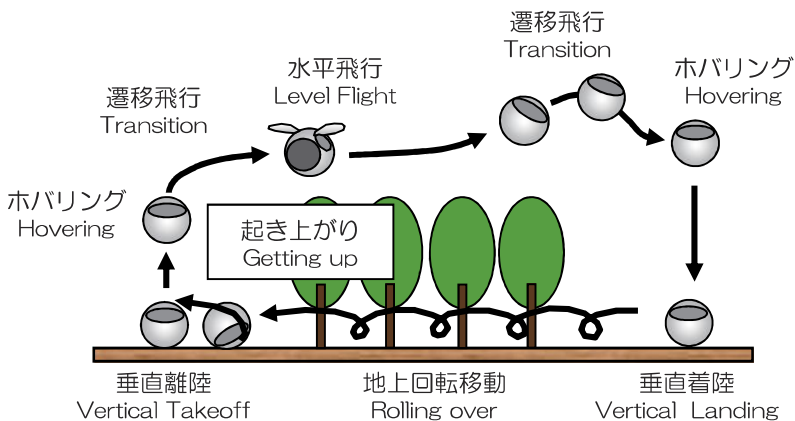 遷移飛行
Transition
水平飛行
Level Flight
遷移飛行
Transition
ホバリング
Hovering
ホバリング
Hovering
起き上がり
Getting up
垂直離陸
Vertical Takeoff
地上回転移動
Rolling over
垂直着陸
Vertical Landing